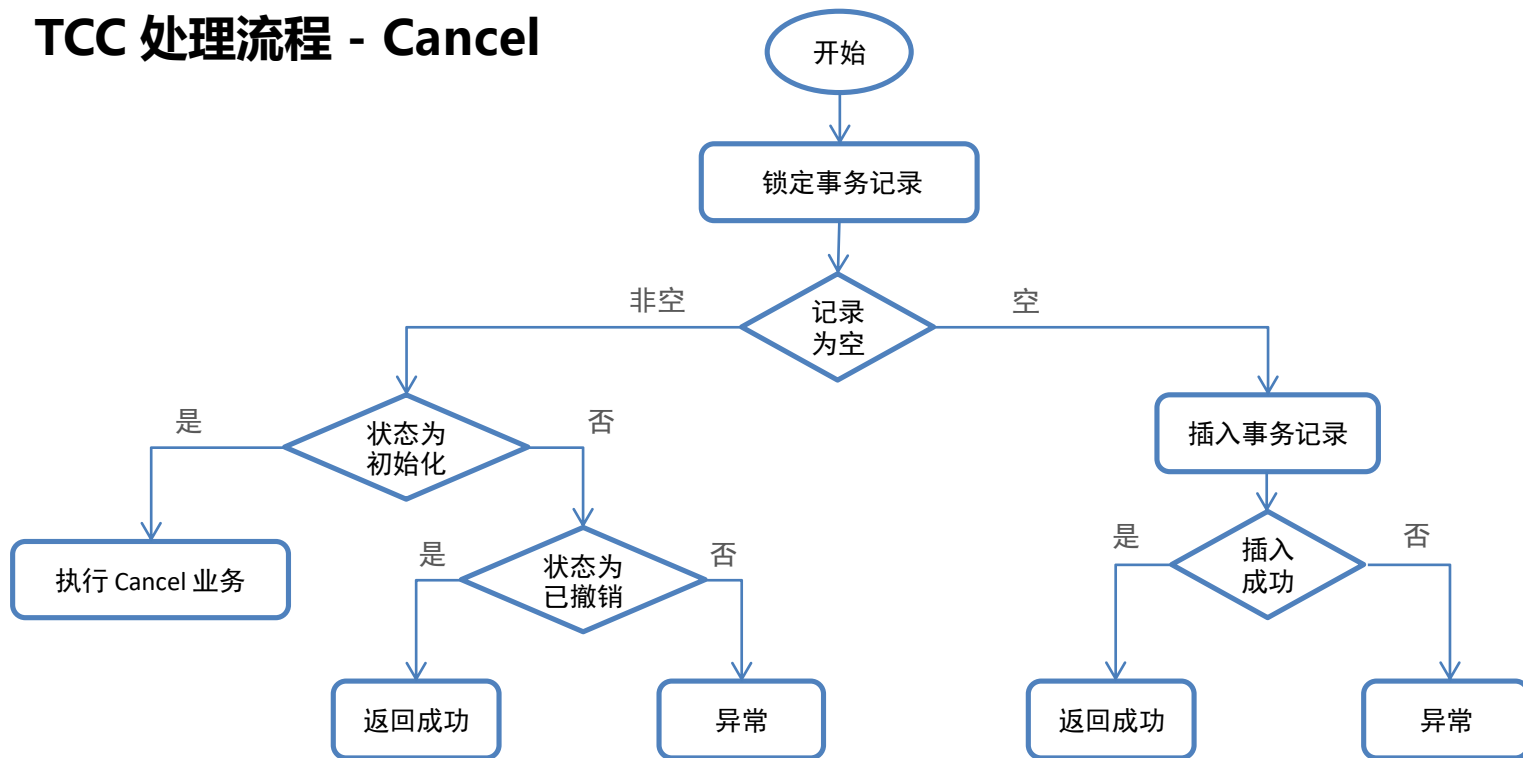 TCC 处理流程 - Cancel
开始
锁定事务记录
非空
记录
为空
空
是
状态为
初始化
否
插入事务记录
执行 Cancel 业务
是
状态为
已撤销
否
是
插入
成功
否
返回成功
异常
返回成功
异常